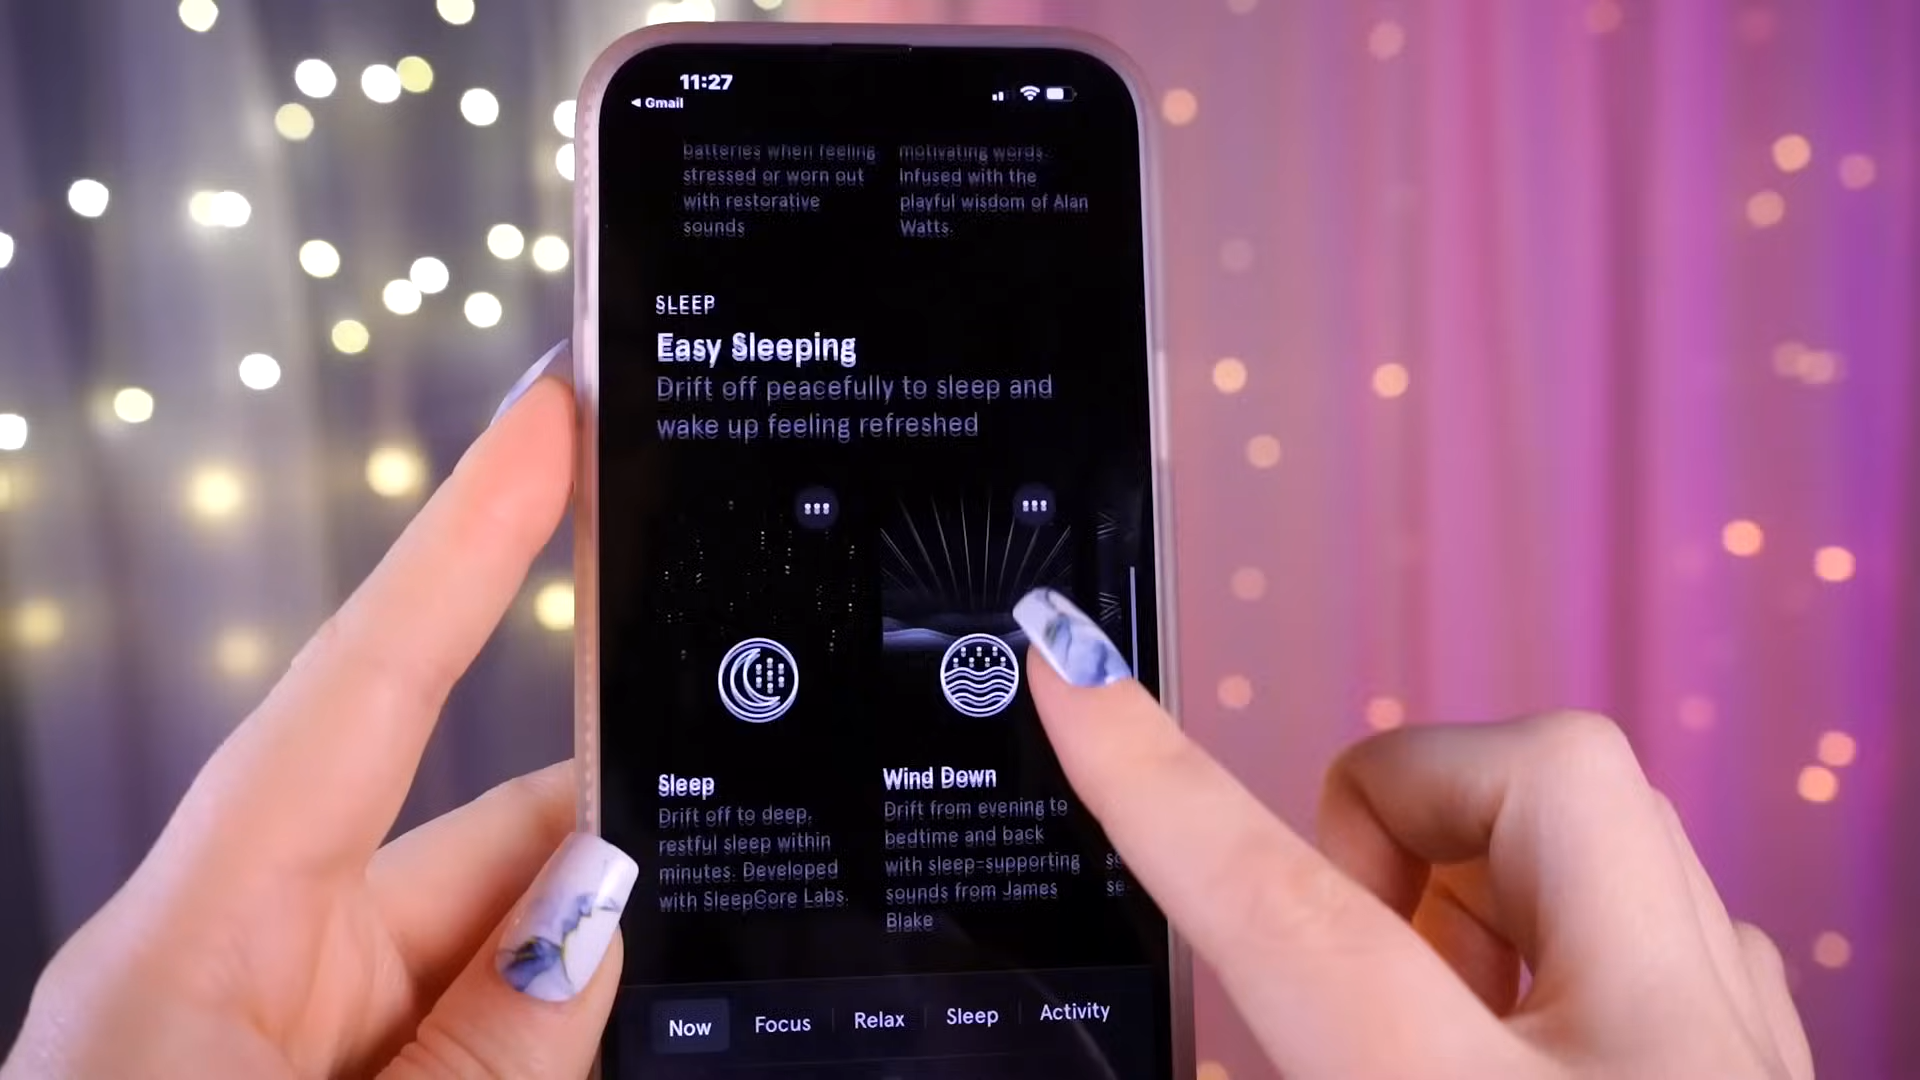 11:27
◀ Gmail
batteries when feeling
stressed or worn out
with restorative
sounds
motivating words.
Infused with the
playful wisdom of Alan
Watts.
SLEEP
Easy Sleeping
Drift off peacefully to sleep and
wake up feeling refreshed
Sleep
Drift off to deep,
restful sleep within
minutes. Developed
with SleepCore Labs.
Wind Down
Drift from evening to
bedtime and back
with sleep-supporting
sounds from James
Blake
Now
Focus
Relax
Sleep
Activity